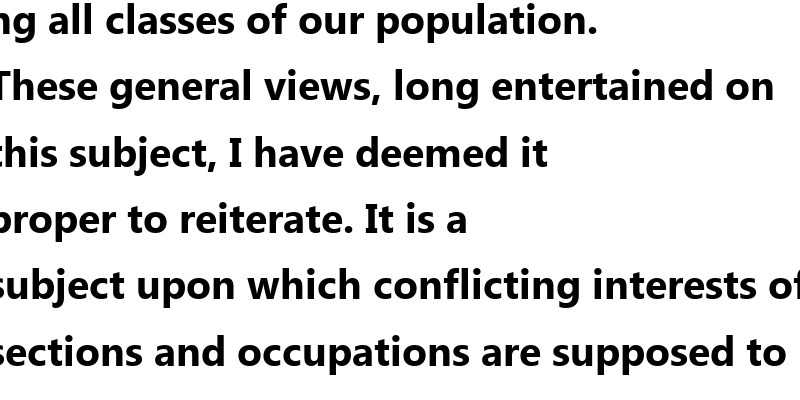 ng all classes of our population.
These general views, long entertained on
this subject, I have deemed it
proper to reiterate. It is a
subject upon which conflicting interests of
sections and occupations are supposed to